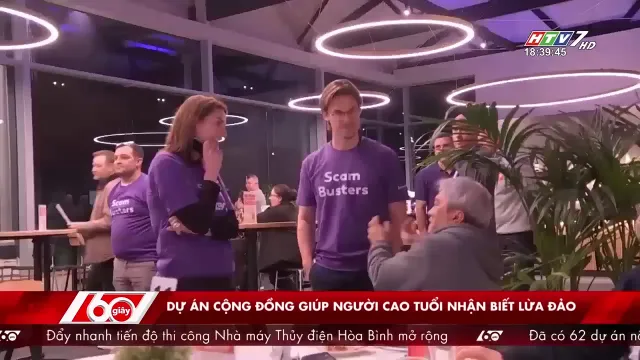 HTV7 HD
18:39:45
Scam
Busters
Scam
Busters
60 giây
DỰ ÁN CỘNG ĐỒNG GIÚP NGƯỜI CAO TUỔI NHẬN BIẾT LỪA ĐẢO
Đẩy nhanh tiến độ thi công Nhà máy Thủy điện Hòa Bình mở rộng
60
Đã có 62 dự án n